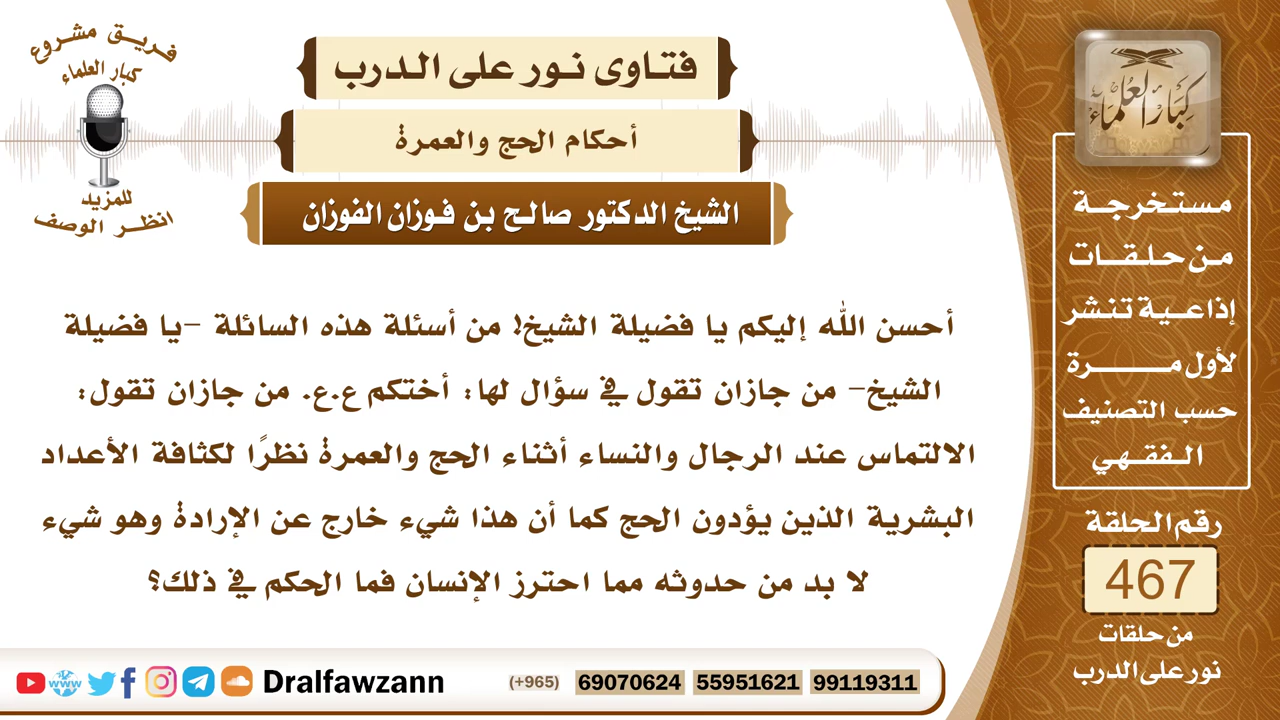 فريق مشروع
كبار العلماء
للمزيد
انظر الوصف
فتاوى نور على الدرب
أحكام الحج والعمرة
الشيخ الدكتور صالح بن فوزان الفوزان
أحسن الله إليكم يا فضيلة الشيخ! من أسئلة هذه السائلة -يا فضيلة
الشيخ- من جازان تقول في سؤال لها: أختكم ع.ع. من جازان تقول:
الالتماس عند الرجال والنساء أثناء الحج والعمرة نظرًا لكثافة الأعداد
البشرية الذين يؤدون الحج كما أن هذا شيء خارج عن الإرادة وهو شيء
لا بد من حدوثه مما احترز الإنسان فما الحكم في ذلك؟
كبار العلماء
مستخرجة
من حلقات
إذاعية تنشر
لأول مرة
حسب التصنيف
الفقهي
رقم الحلقة
467
من حلقات
نور على الدرب
www
Dralfawzann
(+965) 69070624 55951621 99119311